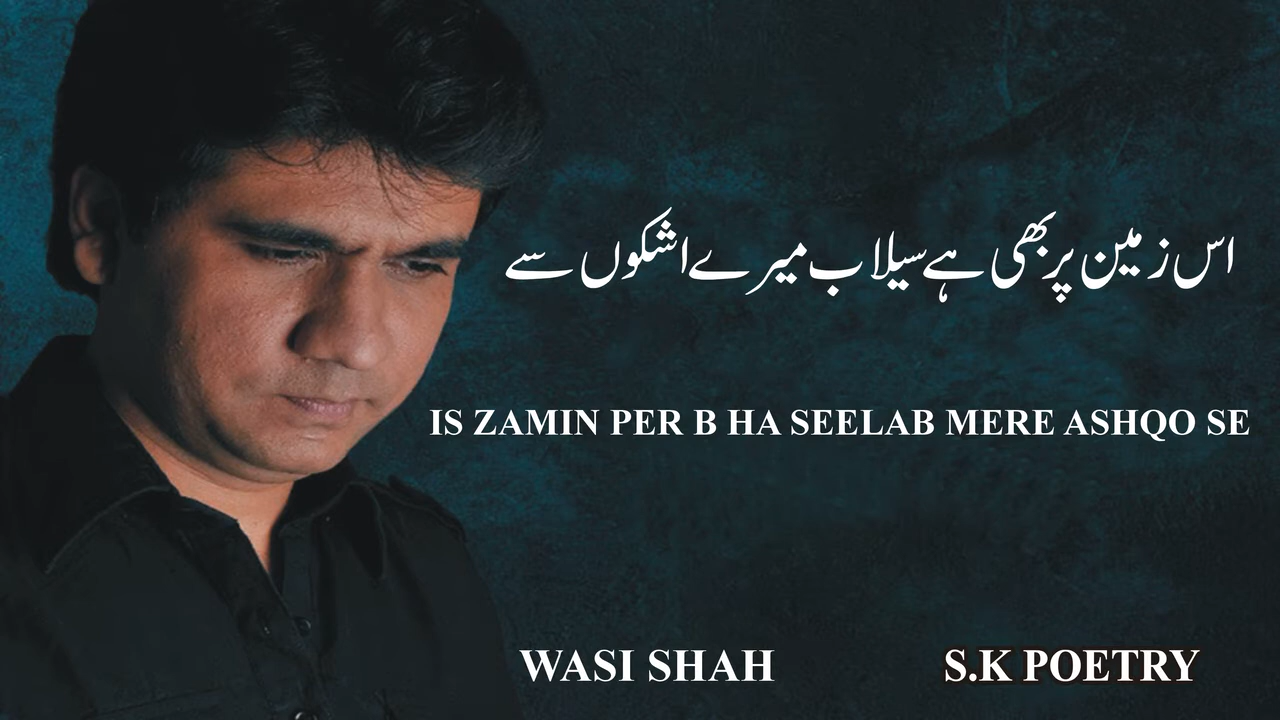 اس زمین پر بھی ہے سیلاب میرے اشکوں سے
IS ZAMIN PER B HA SEELAB MERE ASHQO SE
WASI SHAH
S.K POETRY